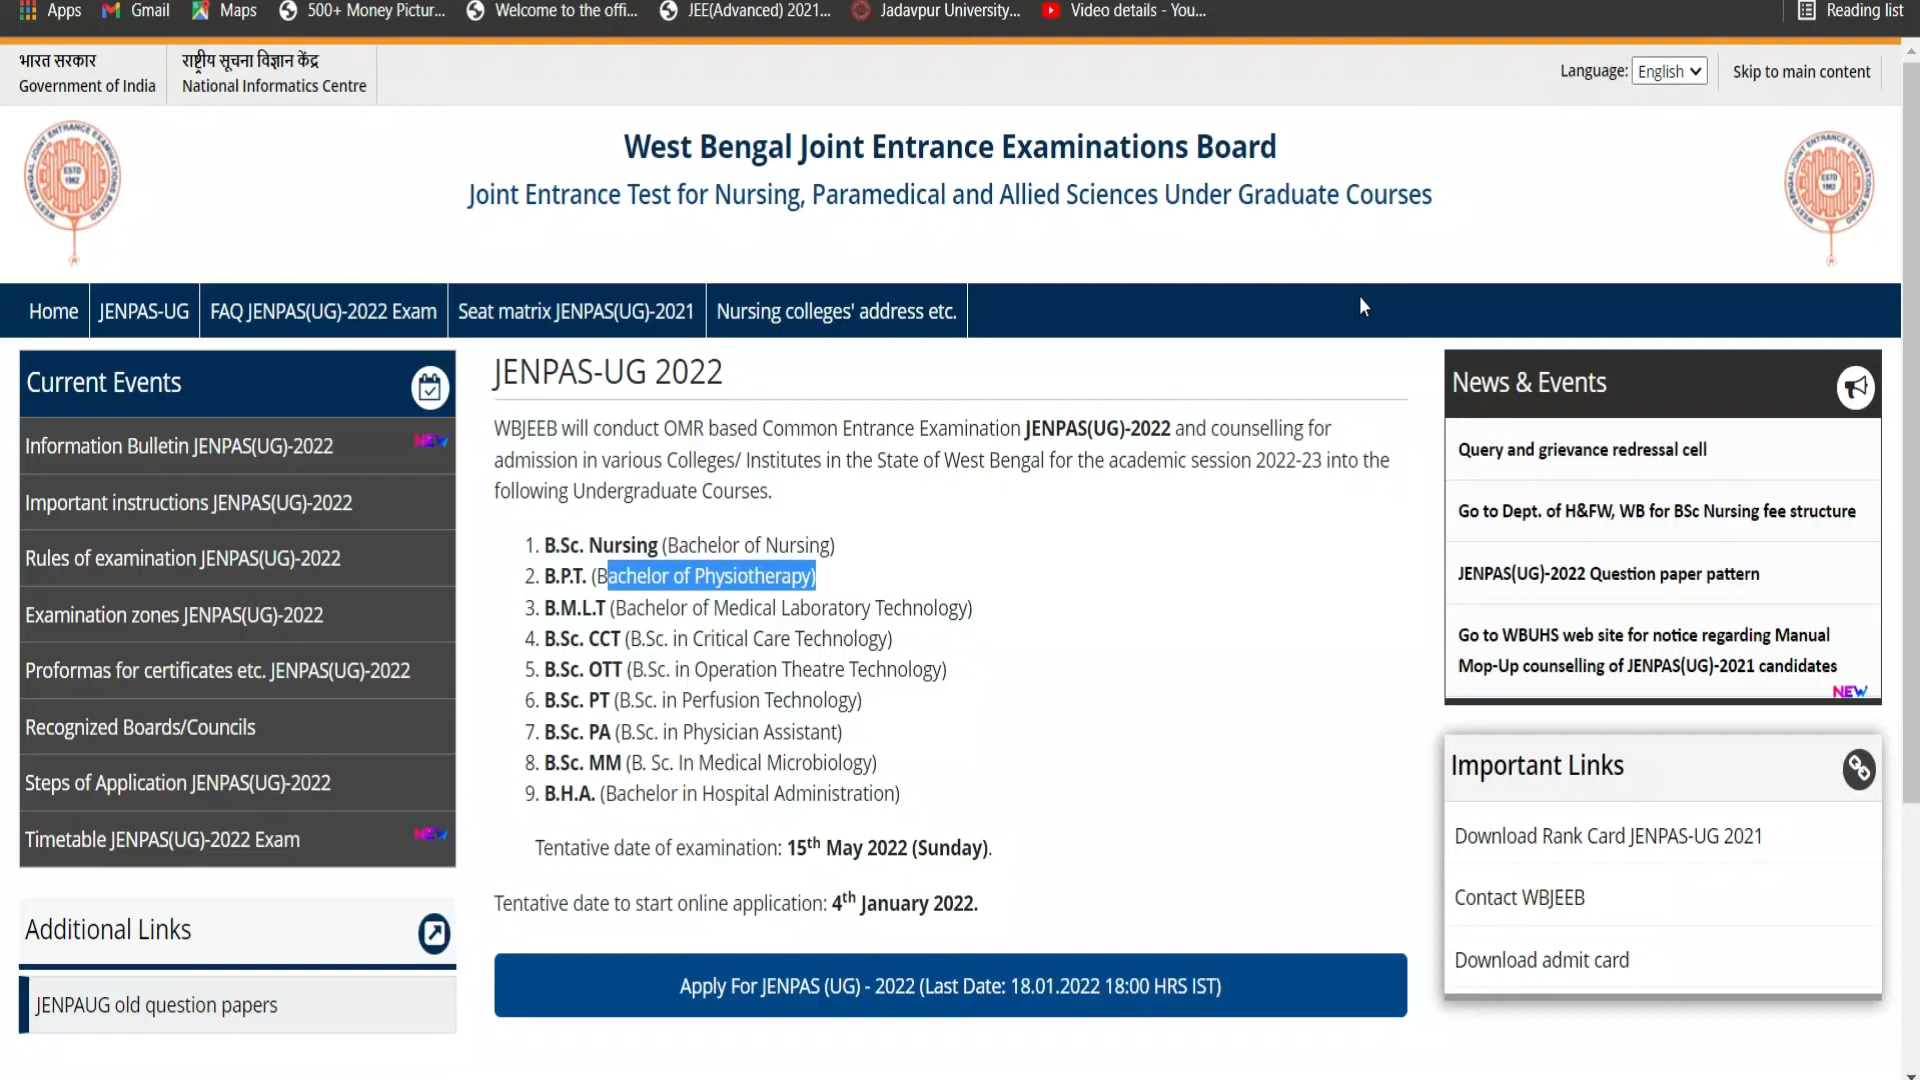 Apps
Gmail
Maps
500+ Money Pictur...
Welcome to the offi...
JEE(Advanced) 2021...
Jadavpur University,...
Video details - You...
Reading list
भारत सरकार
Government of India
राष्ट्रीय सूचना विज्ञान केंद्र
National Informatics Centre
Language: English
Skip to main content
WEST BENGAL JOINT ENTRANCE EXAMINATIONS BOARD
ESTD
1962
West Bengal Joint Entrance Examinations Board
Joint Entrance Test for Nursing, Paramedical and Allied Sciences Under Graduate Courses
WEST BENGAL JOINT ENTRANCE EXAMINATIONS BOARD
ESTD
1962
Home
JENPAS-UG
FAQ JENPAS(UG)-2022 Exam
Seat matrix JENPAS(UG)-2021
Nursing colleges' address etc.
Current Events
Information Bulletin JENPAS(UG)-2022
NEW
Important instructions JENPAS(UG)-2022
Rules of examination JENPAS(UG)-2022
Examination zones JENPAS(UG)-2022
Proformas for certificates etc. JENPAS(UG)-2022
Recognized Boards/Councils
Steps of Application JENPAS(UG)-2022
Timetable JENPAS(UG)-2022 Exam
NEW
Additional Links
JENPAUG old question papers
JENPAS-UG 2022
WBJEEB will conduct OMR based Common Entrance Examination JENPAS(UG)-2022 and counselling for
admission in various Colleges/ Institutes in the State of West Bengal for the academic session 2022-23 into the
following Undergraduate Courses.
1. B.Sc. Nursing (Bachelor of Nursing)
2. B.P.T. (Bachelor of Physiotherapy)
3. B.M.L.T (Bachelor of Medical Laboratory Technology)
4. B.Sc. CCT (B.Sc. in Critical Care Technology)
5. B.Sc. OTT (B.Sc. in Operation Theatre Technology)
6. B.Sc. PT (B.Sc. in Perfusion Technology)
7. B.Sc. PA (B.Sc. in Physician Assistant)
8. B.Sc. MM (B. Sc. In Medical Microbiology)
9. B.H.A. (Bachelor in Hospital Administration)
Tentative date of examination: 15th May 2022 (Sunday).
Tentative date to start online application: 4th January 2022.
Apply For JENPAS (UG) - 2022 (Last Date: 18.01.2022 18:00 HRS IST)
News & Events
Query and grievance redressal cell
Go to Dept. of H&FW, WB for BSc Nursing fee structure
JENPAS(UG)-2022 Question paper pattern
Go to WBUHS web site for notice regarding Manual
Mop-Up counselling of JENPAS(UG)-2021 candidates
NEW
Important Links
Download Rank Card JENPAS-UG 2021
Contact WBJEEB
Download admit card